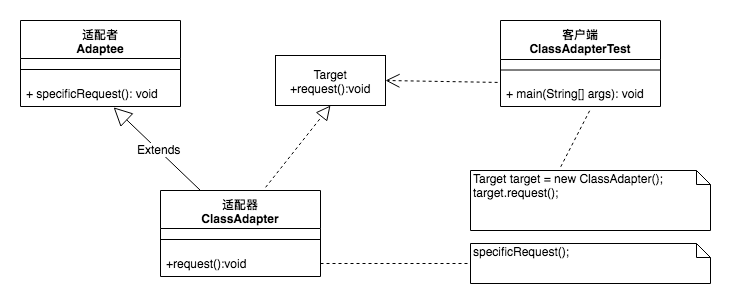 适配者
Adaptee
+ specificRequest(): void
Target
+request():void
客户端
ClassAdapterTest
+ main(String[] args): void
Extends
适配器
ClassAdapter
+request():void
Target target = new ClassAdapter();
target.request();
specificRequest();